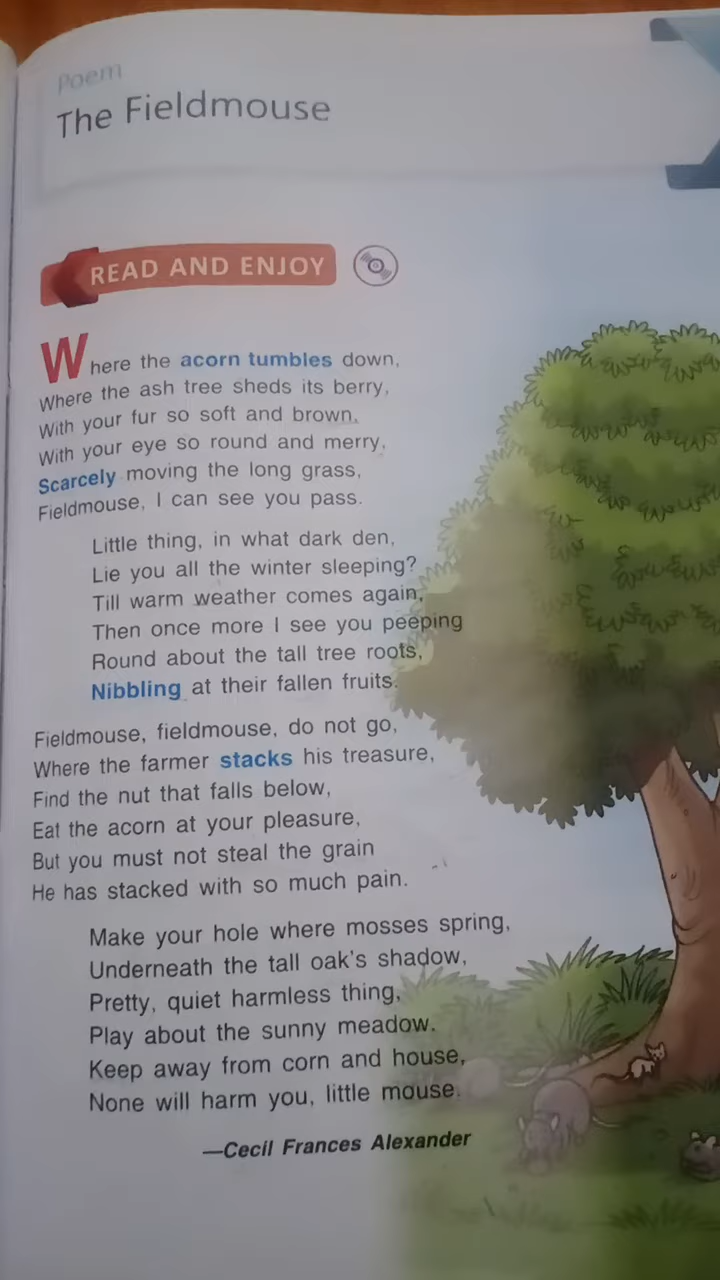 Poem
The Fieldmouse
READ AND ENJOY
Where the acorn tumbles down,
Where the ash tree sheds its berry,
With your fur so soft and brown,
With your eye so round and merry,
Scarcely moving the long grass,
Fieldmouse, I can see you pass.
Little thing, in what dark den,
Lie you all the winter sleeping?
Till warm weather comes again,
Then once more I see you peeping
Round about the tall tree roots,
Nibbling at their fallen fruits.
Fieldmouse, fieldmouse, do not go,
Where the farmer stacks his treasure,
Find the nut that falls below,
Eat the acorn at your pleasure,
But you must not steal the grain
He has stacked with so much pain.
Make your hole where mosses spring,
Underneath the tall oak's shadow,
Pretty, quiet harmless thing,
Play about the sunny meadow.
Keep away from corn and house,
None will harm you, little mouse.
—Cecil Frances Alexander